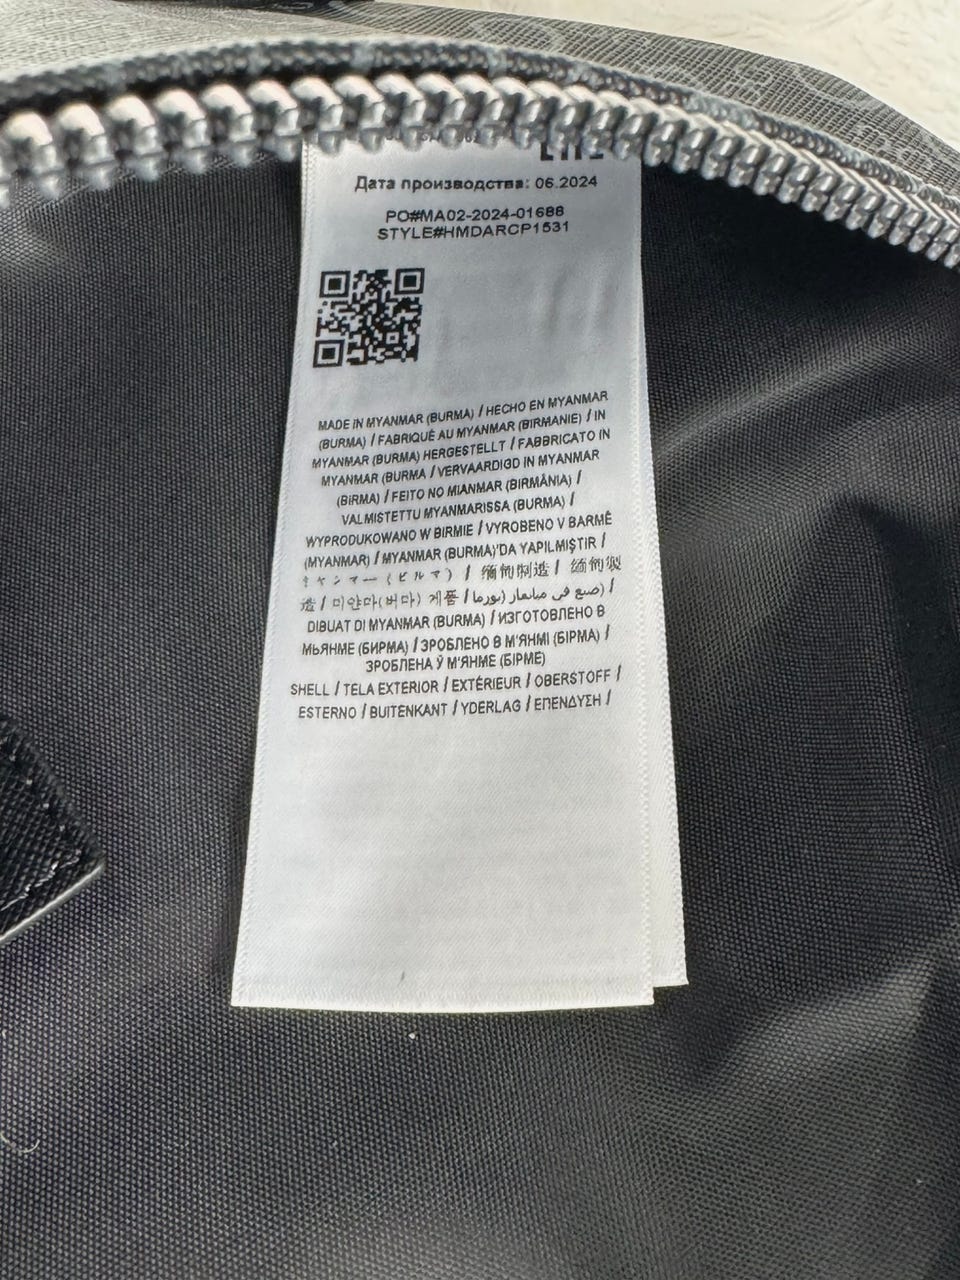 Дата производства: 06.2024
PO#MA02-2024-01688
STYLE#HMDARCP1531
MADE IN MYANMAR (BURMA) / HECHO EN MYANMAR
(BURMA) / FABRIQUÉ AU MYANMAR (BIRMANIE) / IN
MYANMAR (BURMA) HERGESTELLT / FABBRICATO IN
MYANMAR (BURMA / VERVAARDIGD IN MYANMAR
(BIRMA) / FEITO NO MIANMAR (BIRMÂNIA) /
VALMISTETTU MYANMARISSA (BURMA) /
WYPRODUKOWANO W BIRMIE / VYROBENO V BARMĚ
(MYANMAR) / MYANMAR (BURMA)'DA YAPILMIŞTIR /
ミャンマー (ビルマ) / 缅甸制造 / 緬甸製
造 / 미얀마(버마) 제품 / صنع في ميانمار (بورما) /
DIBUAT DI MYANMAR (BURMA) / ИЗГОТОВЛЕНО В
МЬЯНМЕ (БИРМА) / ЗРОБЛЕНО В М'ЯНМІ (БІРМА) /
ЗРОБЛЕНА Ў М'ЯНМЕ (БІРМЕ)
SHELL / TELA EXTERIOR / EXTÉRIEUR / OBERSTOFF /
ESTERNO / BUITENKANT / YDERLAG / ΕΠΕΝΔΥΣΗ /